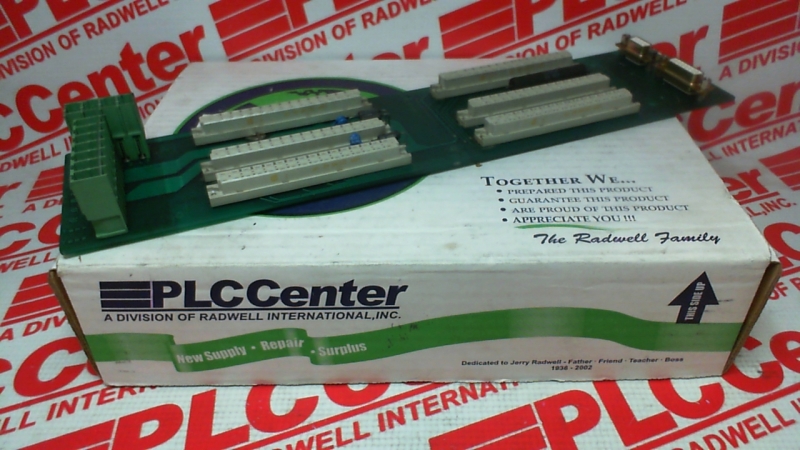 TOGETHER WE...
• PREPARED THIS PRODUCT
• GUARANTEE THIS PRODUCT
• ARE PROUD OF THIS PRODUCT
• APPRECIATE YOU !!!
The Radwell Family
PLCCenter
A DIVISION OF RADWELL INTERNATIONAL,INC.
THIS SIDE UP
New Supply • Repair • Surplus
Dedicated to Jerry Radwell - Father · Friend · Teacher · Boss
1938 - 2002
PLCCenter
A DIVISION OF RADWELL INTERNATIONAL, INC.